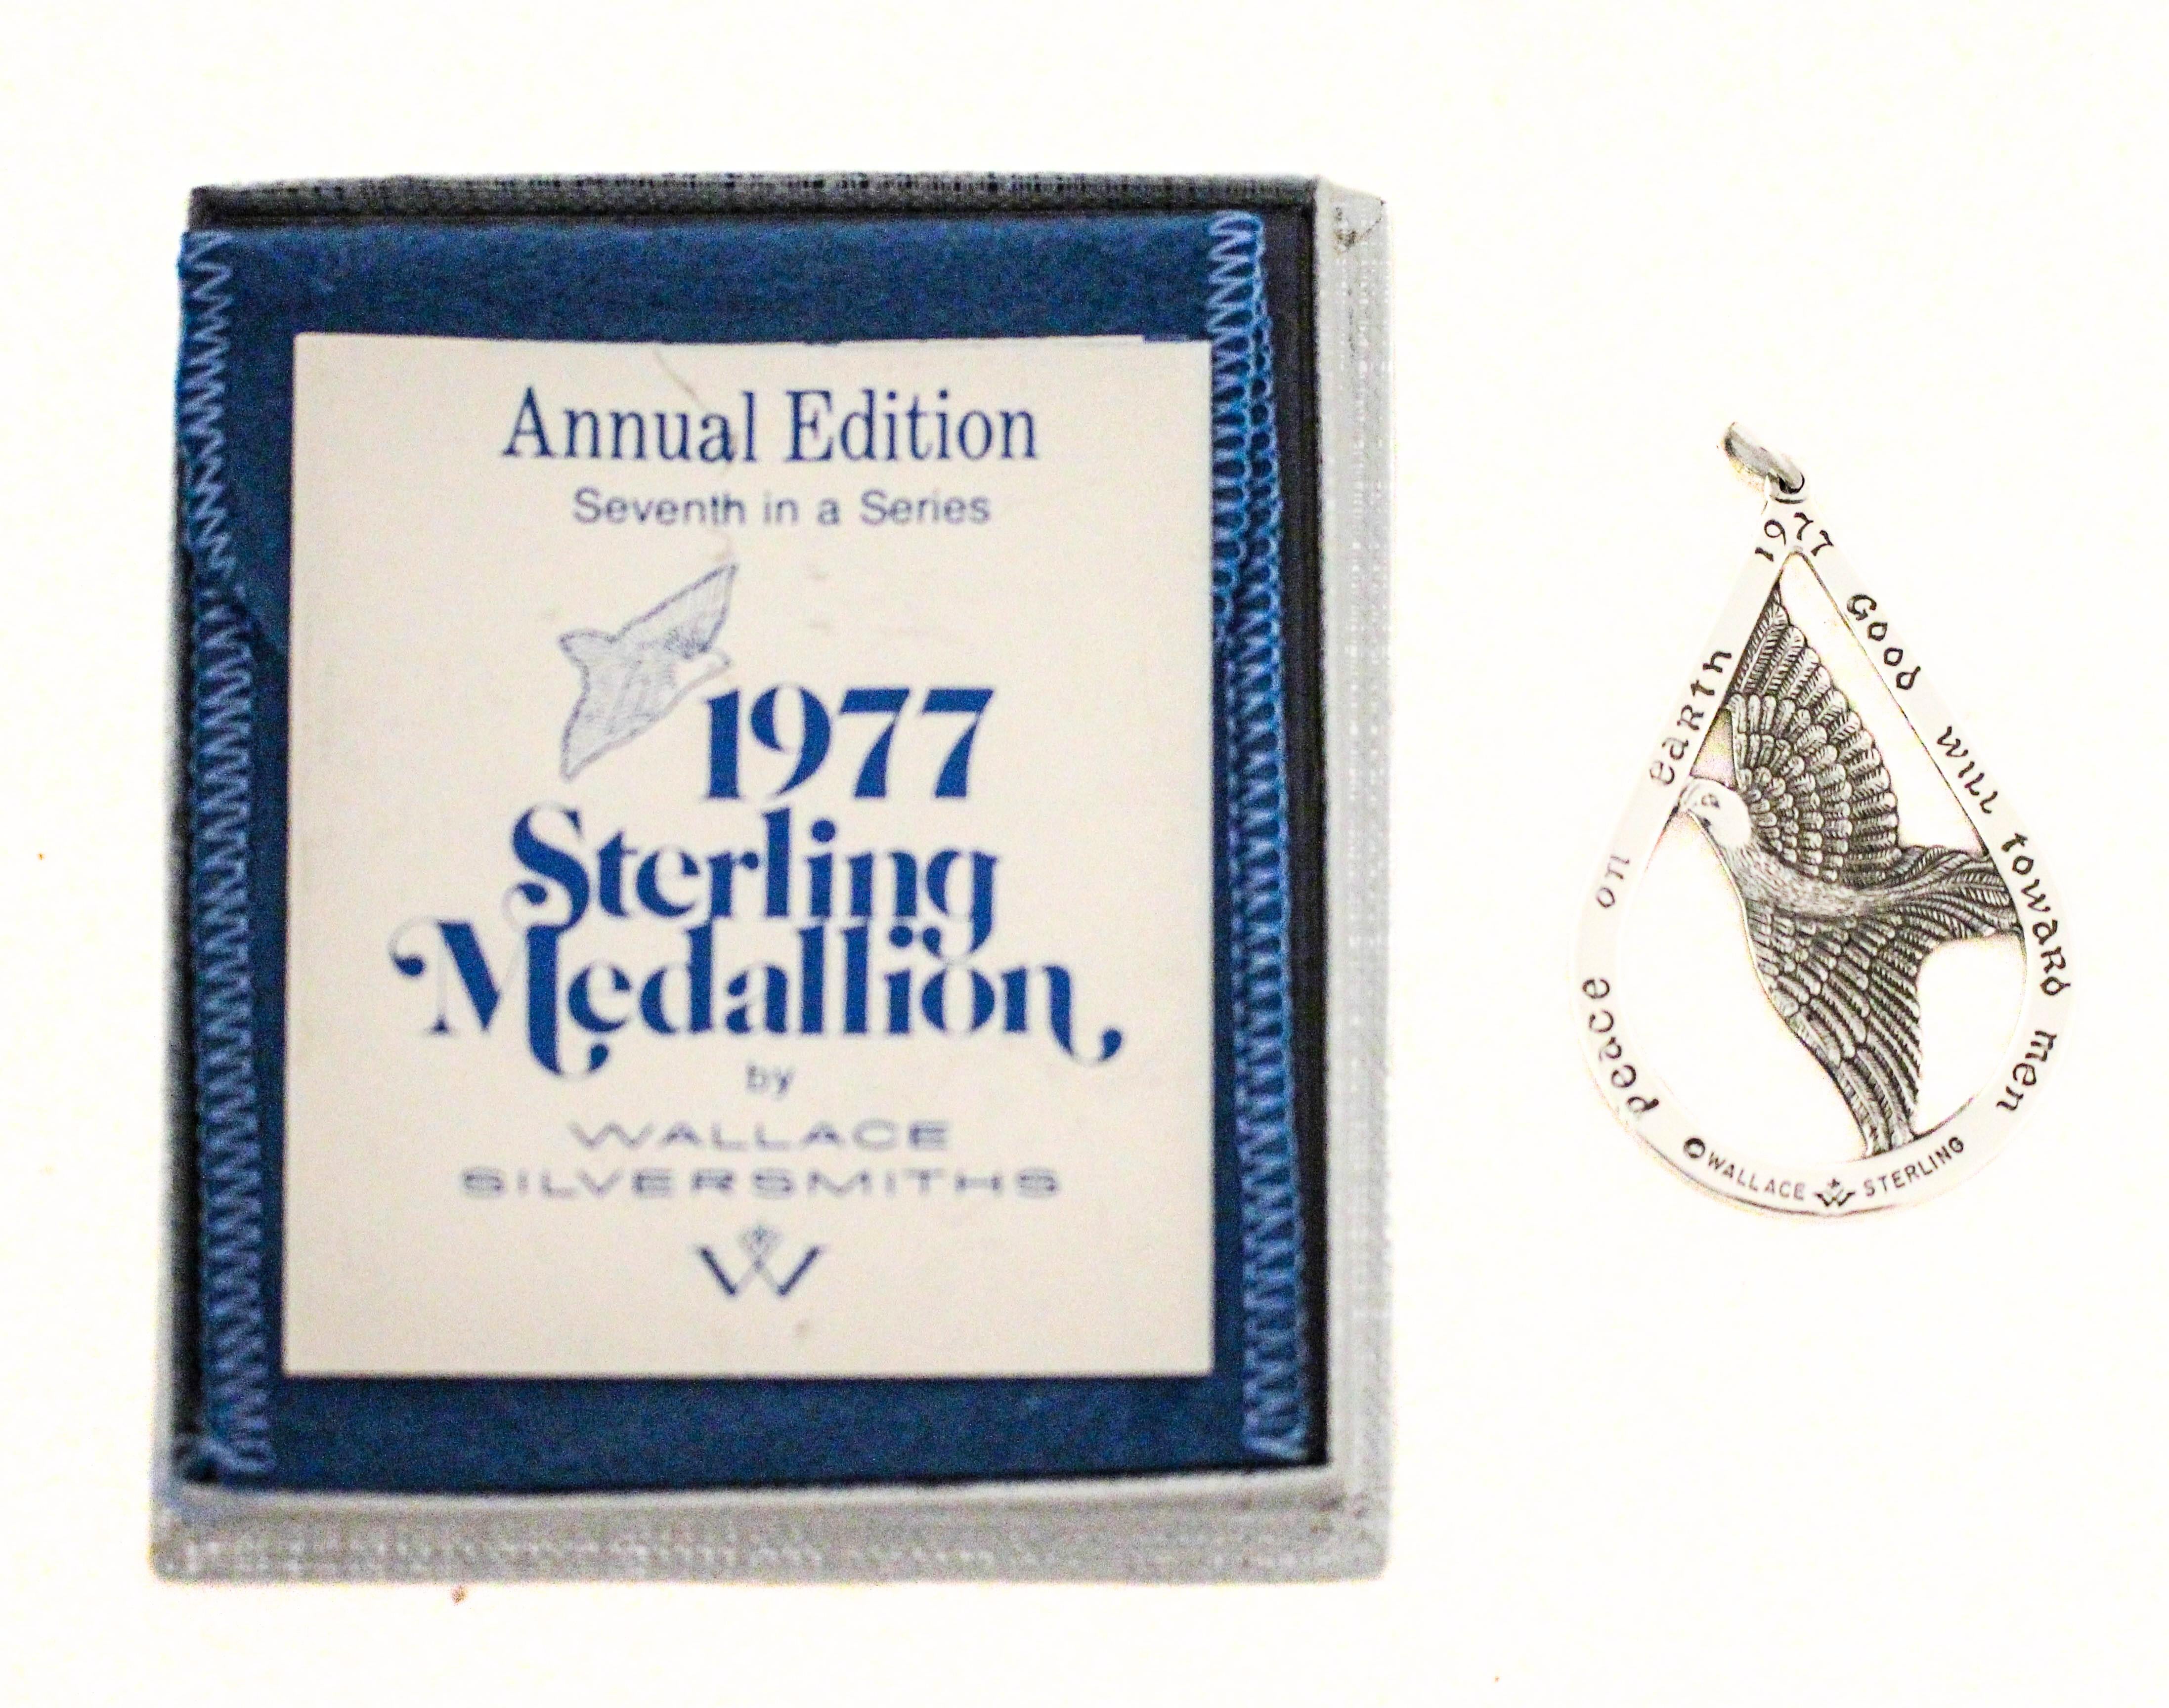 Annual Edition
Seventh in a Series
1977
Sterling
Medallion
by
WALLACE
SILVERSMITHS
W
1977
peace on earth
Good will toward men
©WALLACE W STERLING